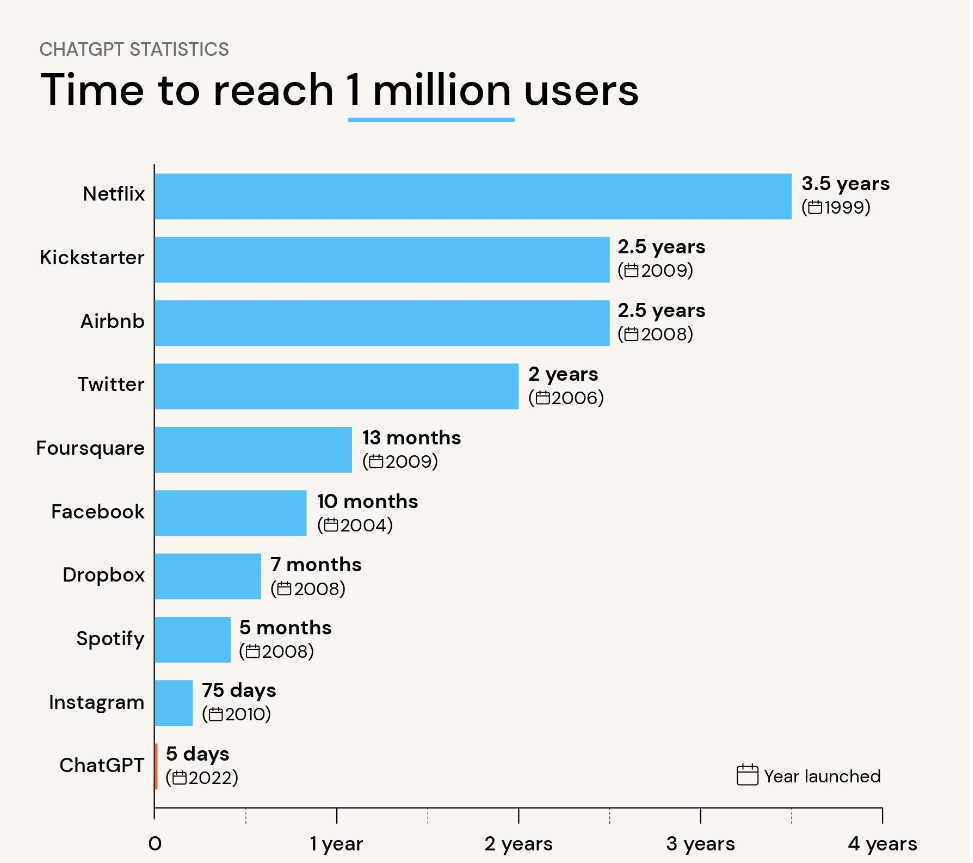 CHATGPT STATISTICS
Time to reach 1 million users
Netflix
3.5 years
(1999)
Kickstarter
2.5 years
(2009)
Airbnb
2.5 years
(2008)
Twitter
2 years
(2006)
Foursquare
13 months
(2009)
Facebook
10 months
(2004)
Dropbox
7 months
(2008)
Spotify
5 months
(2008)
Instagram
75 days
(2010)
ChatGPT
5 days
(2022)
Year launched
0 1 year 2 years 3 years 4 years